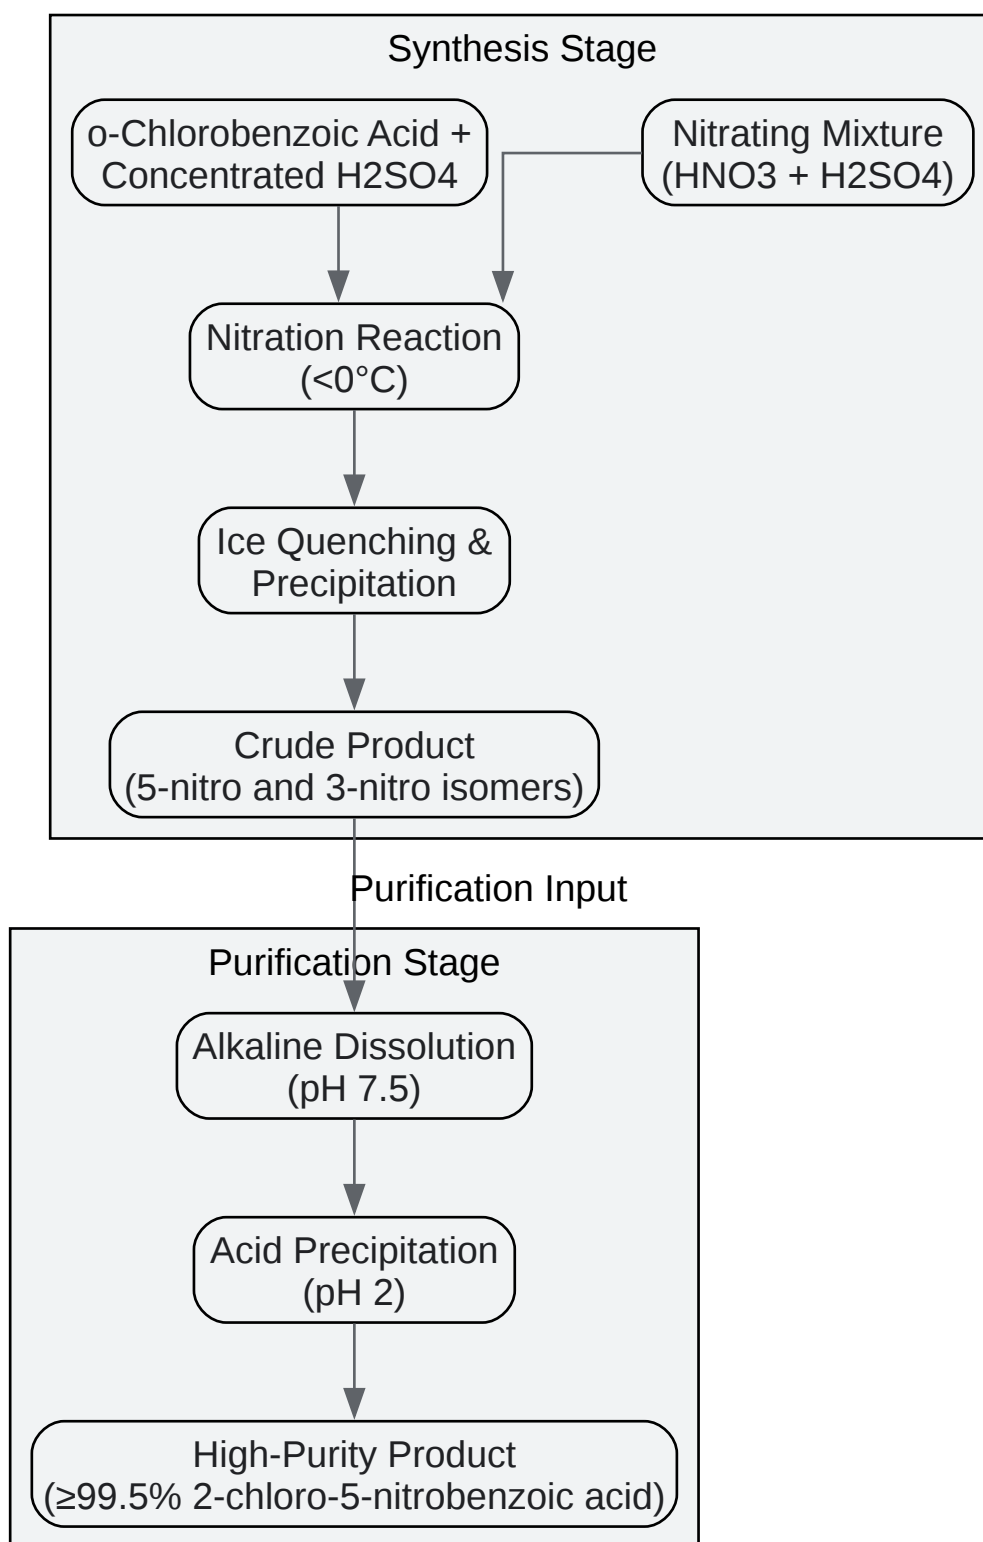 Synthesis Stage
o-Chlorobenzoic Acid +
Concentrated H2SO4
Nitrating Mixture
(HNO3 + H2SO4)
Nitration Reaction
(<0°C)
Ice Quenching &
Precipitation
Crude Product
(5-nitro and 3-nitro isomers)
Purification Input
Purification Stage
Alkaline Dissolution
(pH 7.5)
Acid Precipitation
(pH 2)
High-Purity Product
(≥99.5% 2-chloro-5-nitrobenzoic acid)